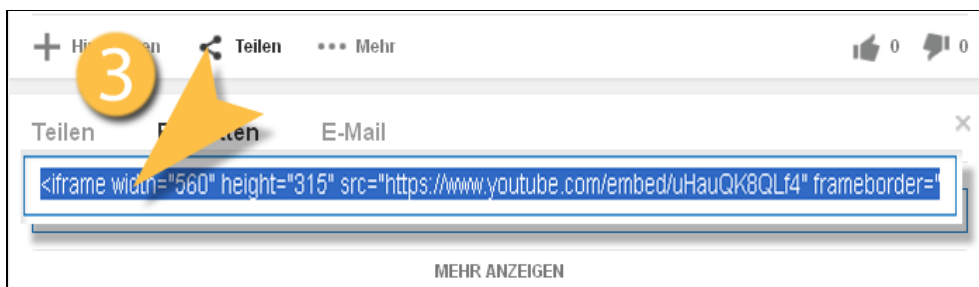 3
Teilen Mehr 0 0
Teilen E-Mail
<iframe width="560" height="315" src="https://www.youtube.com/embed/uHauQK8QLf4" frameborder="
MEHR ANZEIGEN